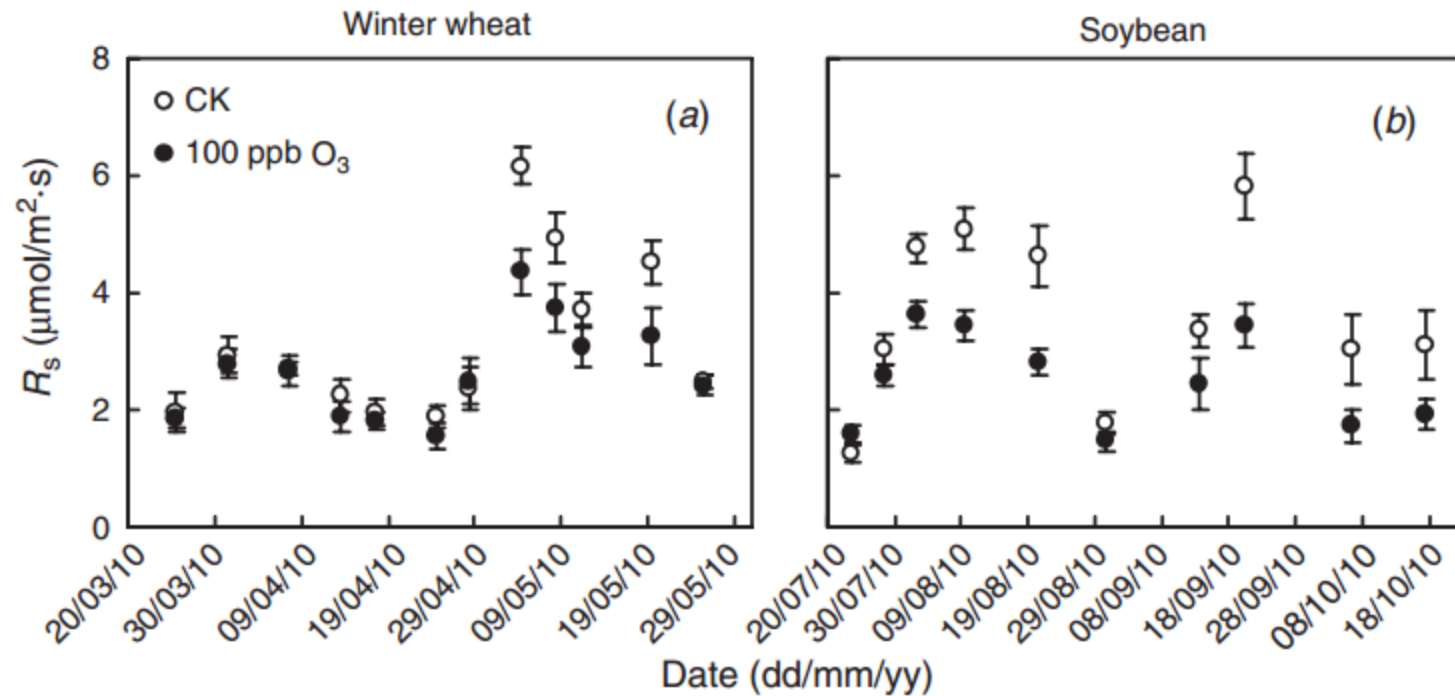 Winter wheat
Soybean
8
6
4
2
0
Rs (μmol/m²·s)
CK
100 ppb O₃
(a)
(b)
20/03/10
30/03/10
09/04/10
19/04/10
29/04/10
09/05/10
19/05/10
29/05/10
20/07/10
30/07/10
09/08/10
19/08/10
29/08/10
08/09/10
18/09/10
28/09/10
08/10/10
18/10/10
Date (dd/mm/yy)